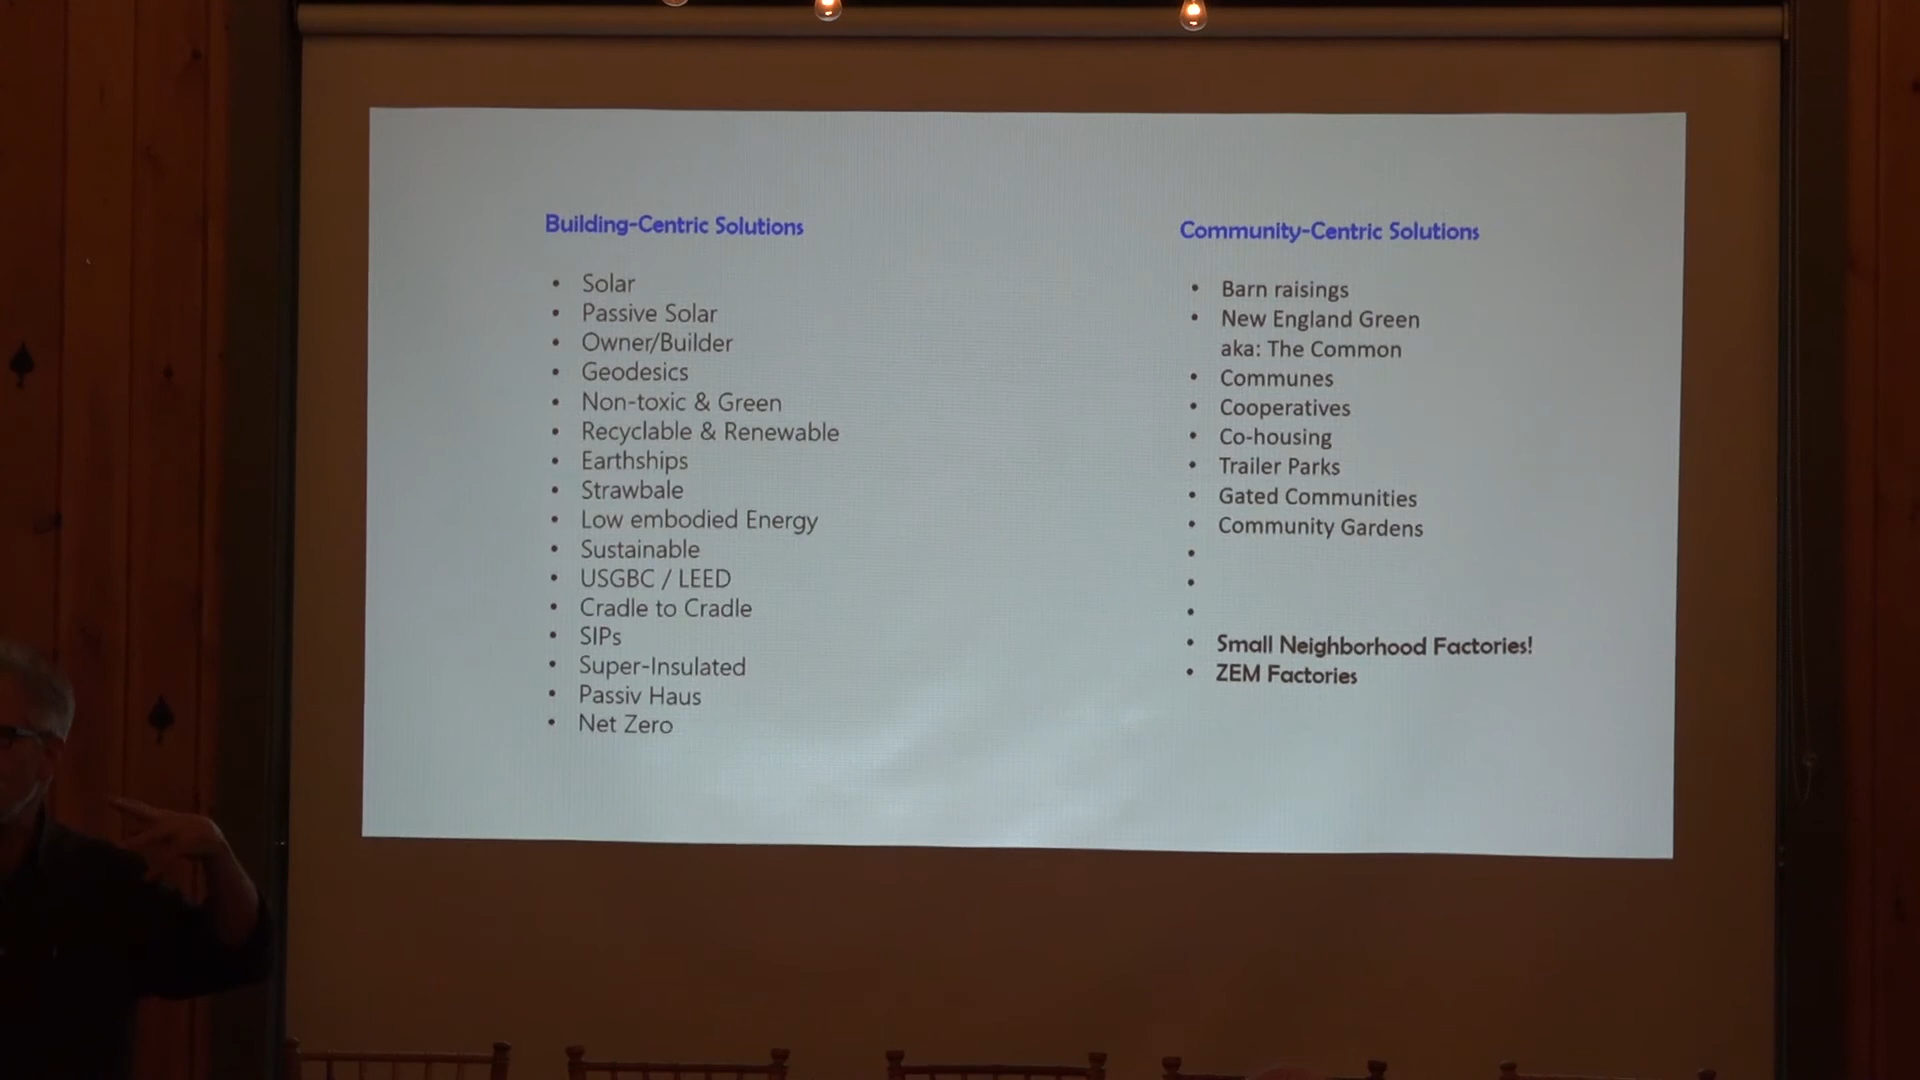 Building-Centric Solutions
• Solar
• Passive Solar
• Owner/Builder
• Geodesics
• Non-toxic & Green
• Recyclable & Renewable
• Earthships
• Strawbale
• Low embodied Energy
• Sustainable
• USGBC / LEED
• Cradle to Cradle
• SIPs
• Super-Insulated
• Passiv Haus
• Net Zero
Community-Centric Solutions
• Barn raisings
• New England Green
aka: The Common
• Communes
• Cooperatives
• Co-housing
• Trailer Parks
• Gated Communities
• Community Gardens
•
•
•
• Small Neighborhood Factories!
• ZEM Factories